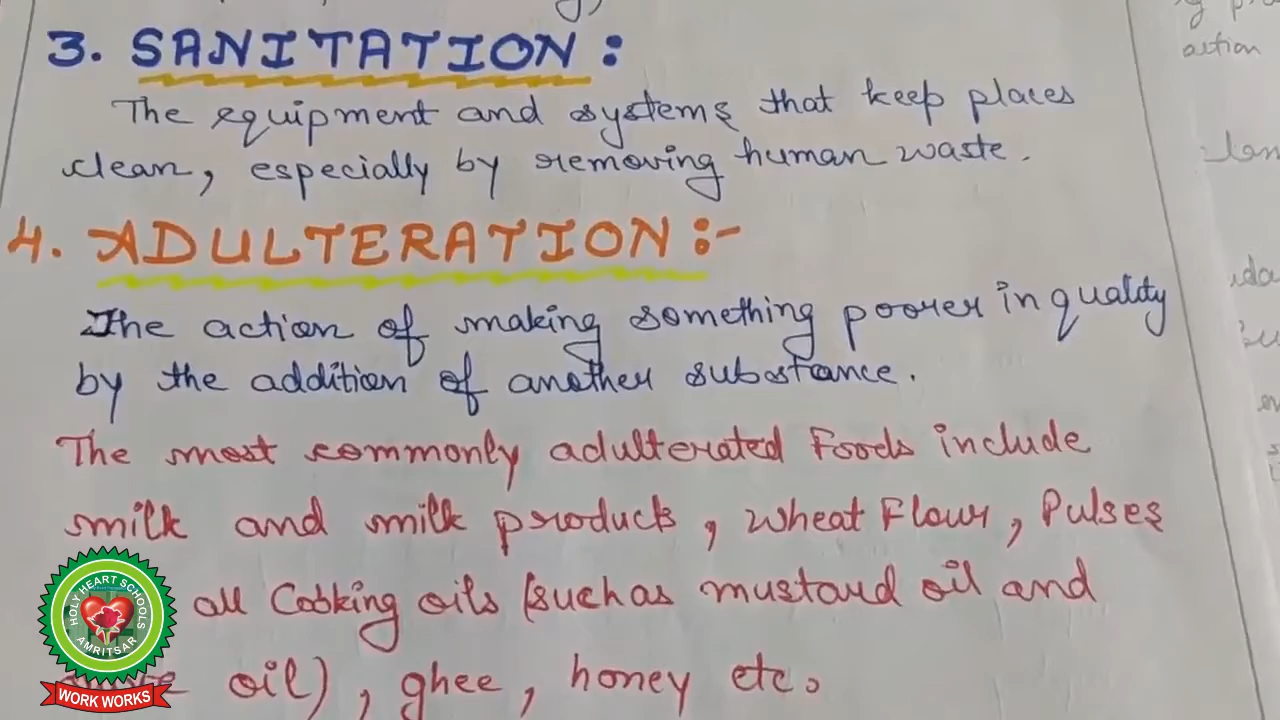 3. SANITATION:
The equipment and systems that keep places
clean, especially by removing human waste.
4. ADULTERATION:-
The action of making something poorer in quality
by the addition of another substance.
The most commonly adulterated Foods include
milk and milk products, Wheat Flour, Pulses
all Cooking oils (such as mustard oil and
oil), ghee, honey etc.
HOLY HEART SCHOOLS
AMRITSAR
WORK WORKS
action